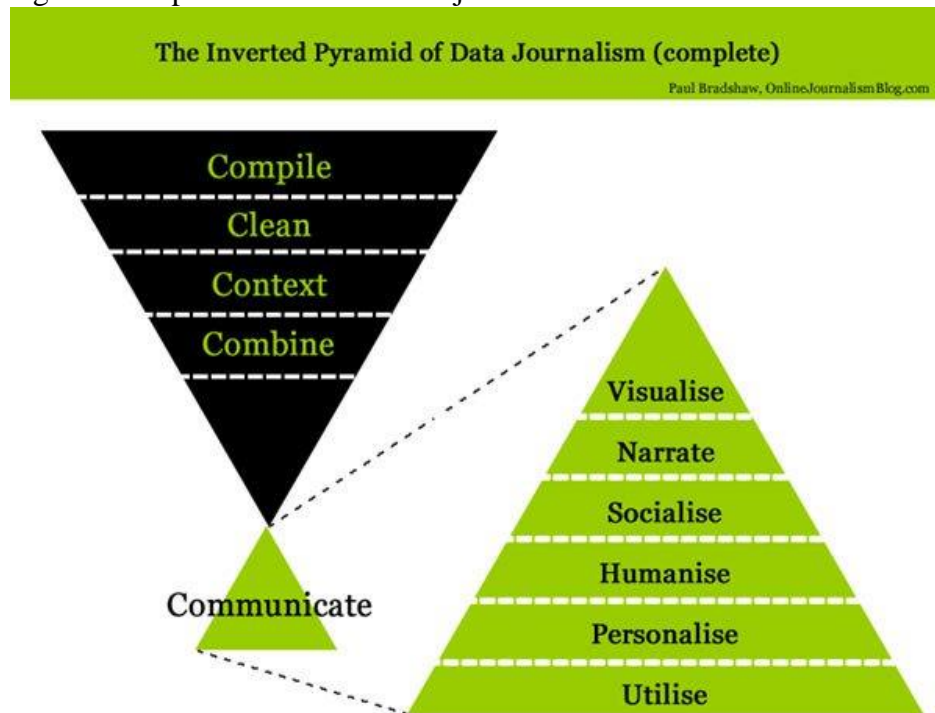 The Inverted Pyramid of Data Journalism (complete)
Paul Bradshaw, OnlineJournalismBlog.com
Compile
Clean
Context
Combine
Communicate
Visualise
Narrate
Socialise
Humanise
Personalise
Utilise